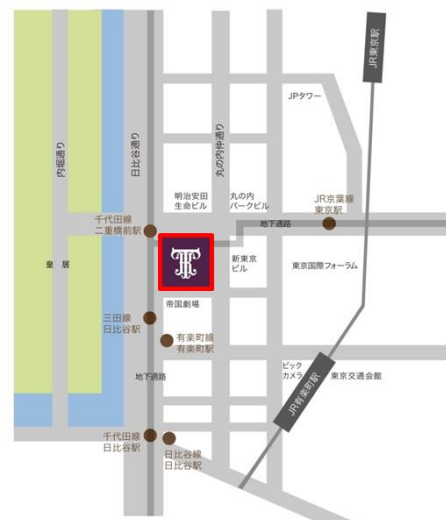 JR東京駅
JPタワー
内堀通り
日比谷通り
丸の内仲通り
明治安田
生命ビル
丸の内
パークビル
JR京葉線
東京駅
千代田線
二重橋前駅
地下通路
皇 居
新東京
ビル
東京国際フォーラム
帝国劇場
三田線
日比谷駅
有楽町線
有楽町駅
地下通路
ビック
カメラ
東京交通会館
JR有楽町駅
千代田線
日比谷駅
日比谷線
日比谷駅